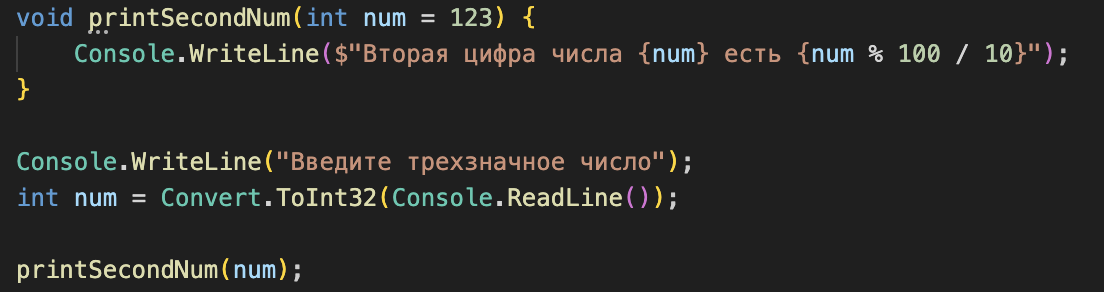 void printSecondNum(int num = 123) {
    Console.WriteLine($"Вторая цифра числа {num} есть {num % 100 / 10}");
}
Console.WriteLine("Введите трехзначное число");
int num = Convert.ToInt32(Console.ReadLine());
printSecondNum(num);